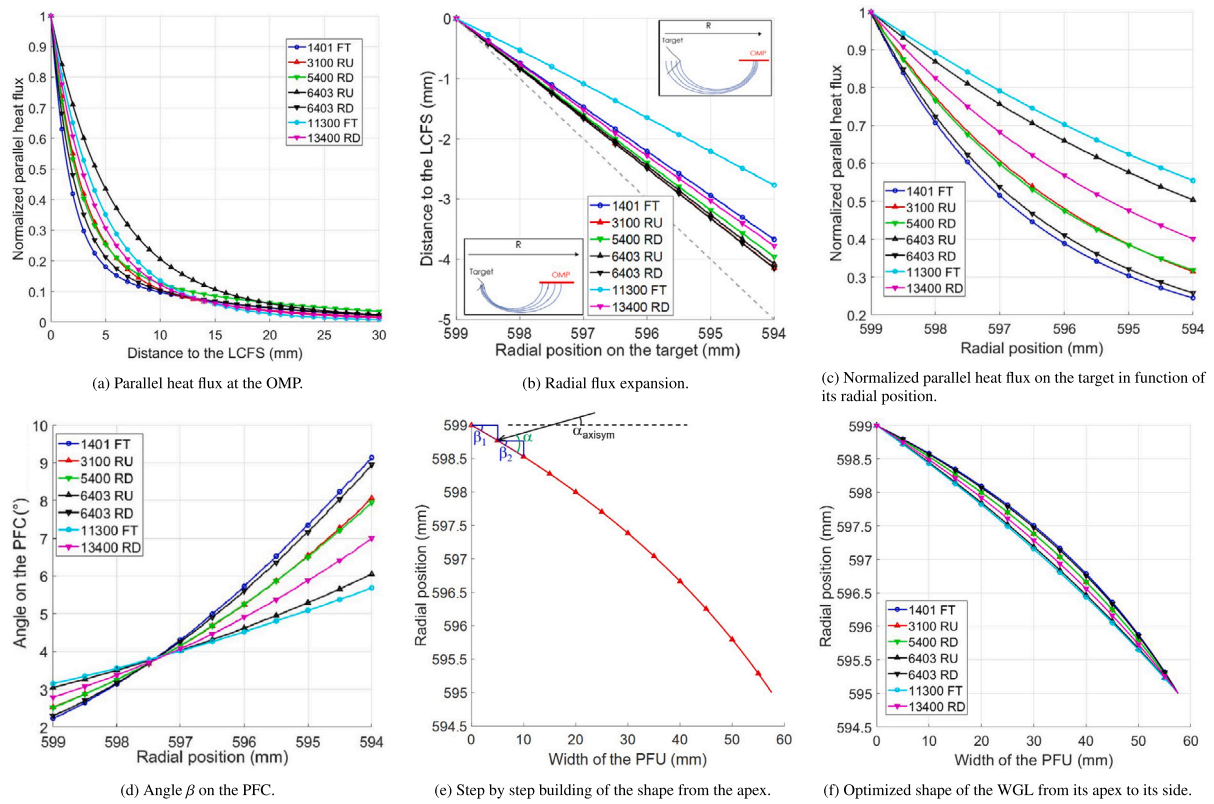 1
0.9
0.8
0.7
0.6
0.5
0.4
0.3
0.2
0.1
0
Normalized parallel heat flux
0 5 10 15 20 25 30
Distance to the LCFS (mm)
1401 FT
3100 RU
5400 RD
6403 RU
6403 RD
11300 FT
13400 RD
(a) Parallel heat flux at the OMP.
0
-1
-2
-3
-4
-5
Distance to the LCFS (mm)
599 598 597 596 595 594
Radial position on the target (mm)
R
Target
OMP
1401 FT
3100 RU
5400 RD
6403 RU
6403 RD
11300 FT
13400 RD
R
Target
OMP
(b) Radial flux expansion.
1
0.9
0.8
0.7
0.6
0.5
0.4
0.3
0.2
Normalized parallel heat flux
599 598 597 596 595 594
Radial position (mm)
1401 FT
3100 RU
5400 RD
6403 RU
6403 RD
11300 FT
13400 RD
(c) Normalized parallel heat flux on the target in function of
its radial position.
10
9
8
7
6
5
4
3
2
Angle on the PFC(°)
599 598 597 596 595 594
Radial position (mm)
1401 FT
3100 RU
5400 RD
6403 RU
6403 RD
11300 FT
13400 RD
(d) Angle β on the PFC.
599
598.5
598
597.5
597
596.5
596
595.5
595
594.5
Radial position (mm)
0 10 20 30 40 50 60
Width of the PFU (mm)
β1
β2
α
αaxisym
(e) Step by step building of the shape from the apex.
599
598.5
598
597.5
597
596.5
596
595.5
595
594.5
Radial position (mm)
0 10 20 30 40 50 60
Width of the PFU (mm)
1401 FT
3100 RU
5400 RD
6403 RU
6403 RD
11300 FT
13400 RD
(f) Optimized shape of the WGL from its apex to its side.